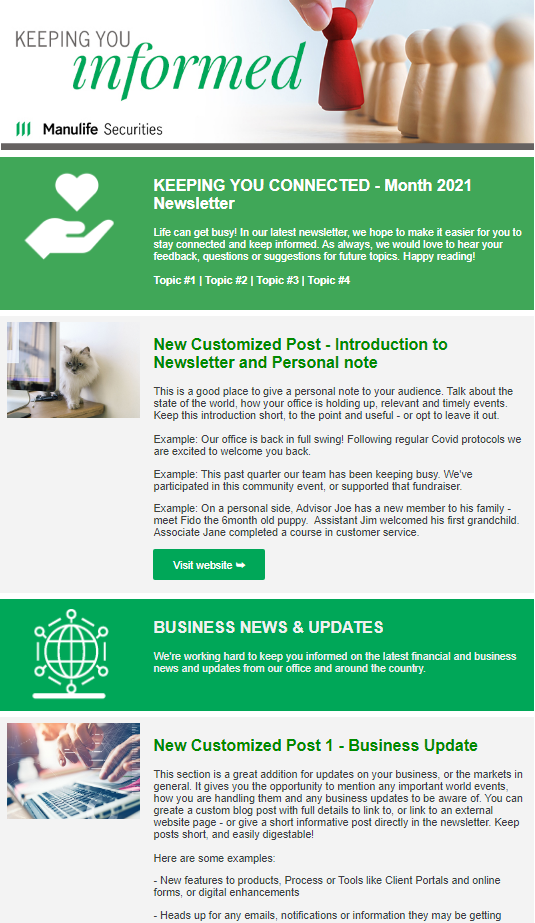 KEEPING YOU
informed
Manulife Securities
KEEPING YOU CONNECTED - Month 2021
Newsletter
Life can get busy! In our latest newsletter, we hope to make it easier for you to
stay connected and keep informed. As always, we would love to hear your
feedback, questions or suggestions for future topics. Happy reading!
Topic #1 | Topic #2 | Topic #3 | Topic #4
New Customized Post - Introduction to
Newsletter and Personal note
This is a good place to give a personal note to your audience. Talk about the
state of the world, how your office is holding up, relevant and timely events.
Keep this introduction short, to the point and useful - or opt to leave it out.
Example: Our office is back in full swing! Following regular Covid protocols we
are excited to welcome you back.
Example: This past quarter our team has been keeping busy. We've
participated in this community event, or supported that fundraiser.
Example: On a personal side, Advisor Joe has a new member to his family -
meet Fido the 6month old puppy.  Assistant Jim welcomed his first grandchild.
Associate Jane completed a course in customer service.
Visit website ➥
BUSINESS NEWS & UPDATES
We're working hard to keep you informed on the latest financial and business
news and updates from our office and around the country.
New Customized Post 1 - Business Update
This section is a great addition for updates on your business, or the markets in
general. It gives you the opportunity to mention any important world events,
how you are handling them and any business updates to be aware of. You can
greate a custom blog post with full details to link to, or link to an external
website page - or give a short informative post directly in the newsletter. Keep
posts short, and easily digestable!
Here are some examples:
- New features to products, Process or Tools like Client Portals and online
forms, or digital enhancements
- Heads up for any emails, notifications or information they may be getting